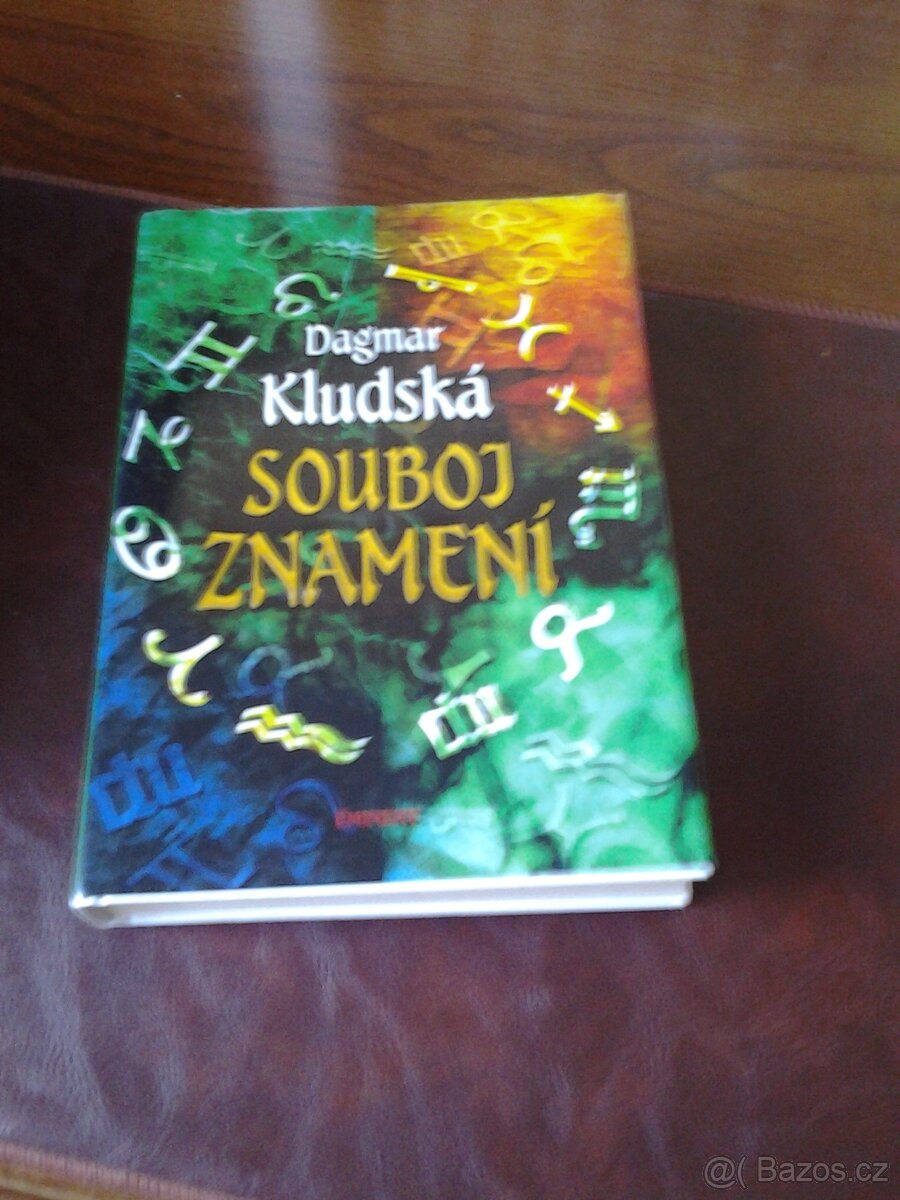 Dagmar
Kludská
SOUBOJ
ZNAMENÍ
@( Bazos.cz